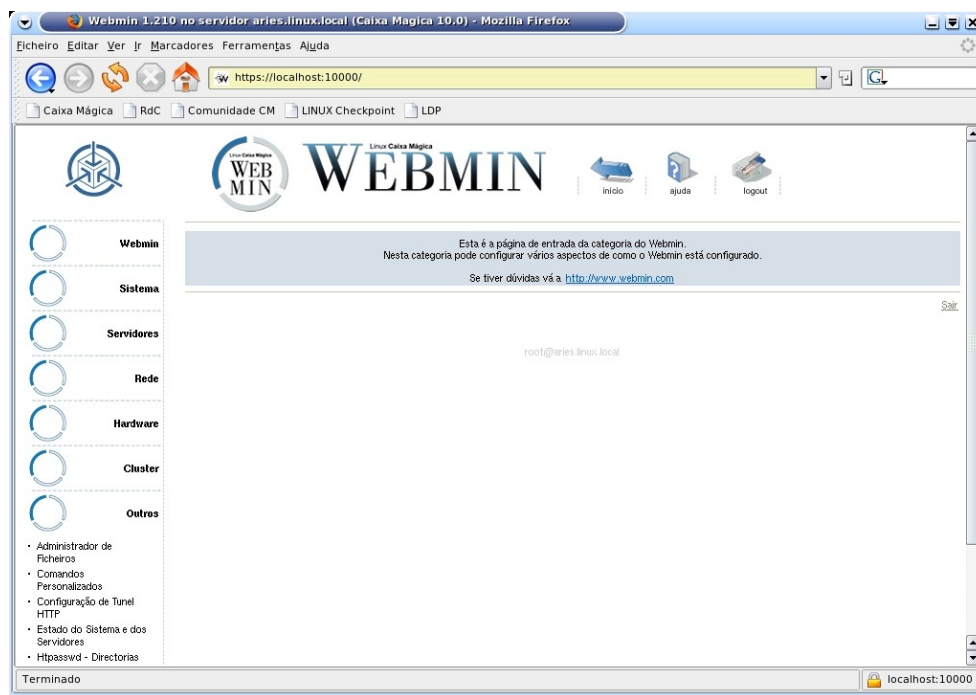 Webmin 1.210 no servidor aries.linux.local (Caixa Magica 10.0) - Mozilla Firefox
Ficheiro Editar Ver Ir Marcadores Ferramentas Ajuda
https://localhost:10000/
G
Caixa Mágica RdC Comunidade CM LINUX Checkpoint LDP
Linux Caixa Mágica
WEB
MIN
Linux Caixa Mágica
WEBMIN
inicio
ajuda
logout
Webmin
Sistema
Servidores
Rede
Hardware
Cluster
Outros
• Administrador de
Ficheiros
• Comandos
Personalizados
• Configuração de Tunel
HTTP
• Estado do Sistema e dos
Servidores
• Htpasswd - Directorias
Esta é a página de entrada da categoria do Webmin.
Nesta categoria pode configurar vários aspectos de como o Webmin está configurado.
Se tiver dúvidas vá a http://www.webmin.com
Sair
root@aries.linux.local
Terminado
localhost:10000